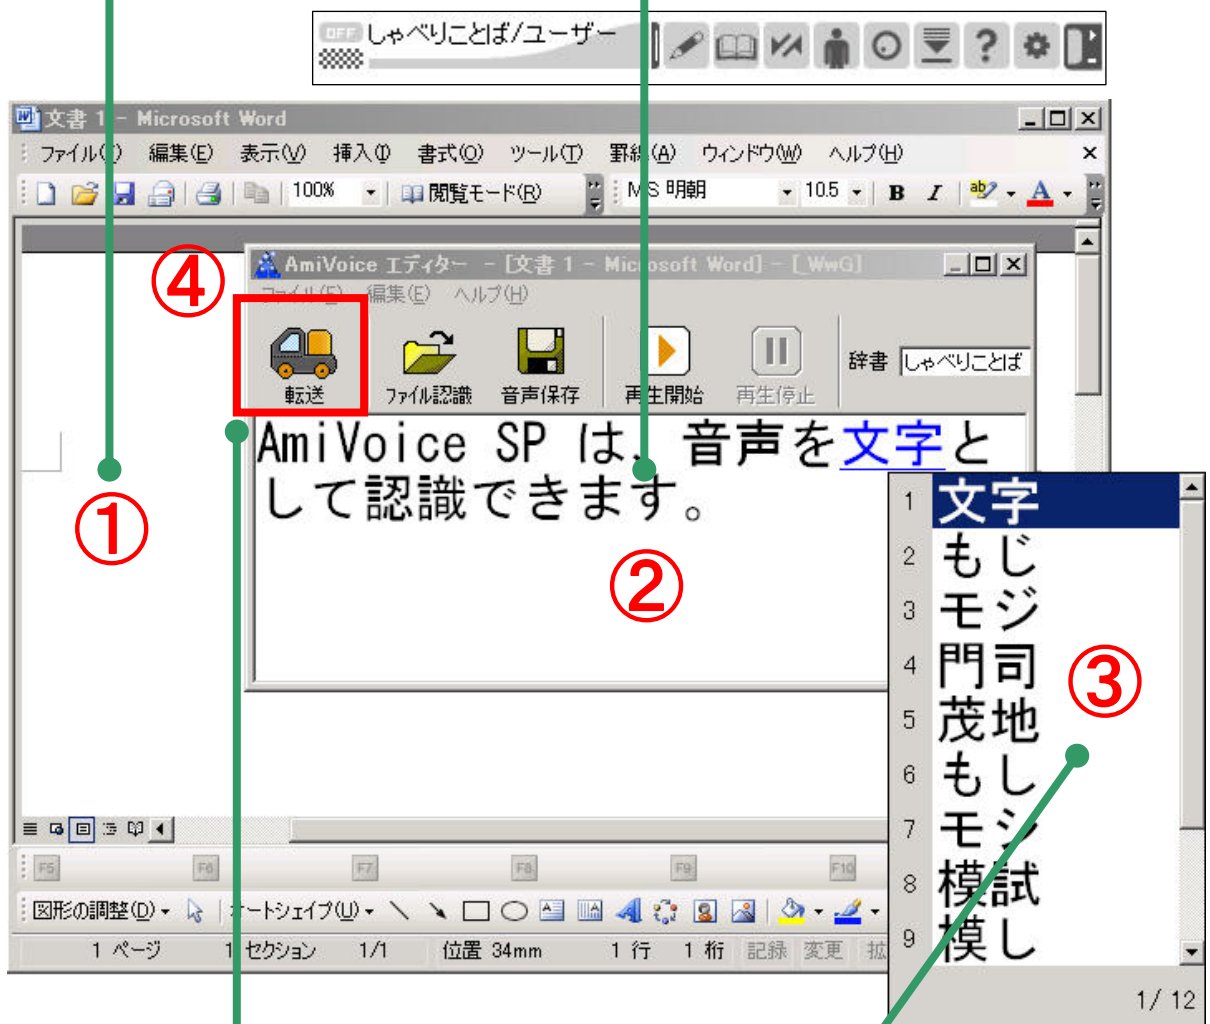 OFF しゃべりことば/ユーザー
文書 1 - Microsoft Word
ファイル(F) 編集(E) 表示(V) 挿入(I) 書式(O) ツール(T) 罫線(A) ウィンドウ(W) ヘルプ(H)
100% 閲覧モード(R) MS 明朝 10.5 B I ab A
④
AmiVoice エディター - [文書 1 - Microsoft Word] - [_WwG]
ファイル(F) 編集(E) ヘルプ(H)
転送 ファイル認識 音声保存 再生開始 再生停止 辞書 しゃべりことば
AmiVoice SP は、音声を文字と
して認識できます。
①
②
③
1 文字
2 もじ
3 モジ
4 門司
5 茂地
6 もし
7 モシ
8 模試
9 模し
1/ 12
F5 F6 F7 F8 F9 F10
図形の調整(D) オートシェイプ(U)
1 ページ 1 セクション 1/1 位置 34mm 1 行 1 桁 記録 変更 拡